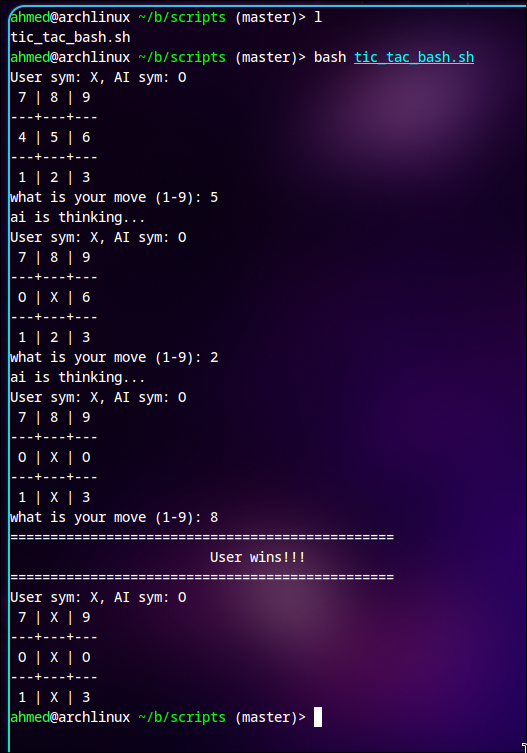 ahmed@archlinux ~/b/scripts (master)> l
tic_tac_bash.sh
ahmed@archlinux ~/b/scripts (master)> bash tic_tac_bash.sh
User sym: X, AI sym: O
 7 | 8 | 9
---+---+---
 4 | 5 | 6
---+---+---
 1 | 2 | 3
what is your move (1-9): 5
ai is thinking...
User sym: X, AI sym: O
 7 | 8 | 9
---+---+---
 O | X | 6
---+---+---
 1 | 2 | 3
what is your move (1-9): 2
ai is thinking...
User sym: X, AI sym: O
 7 | 8 | 9
---+---+---
 O | X | O
---+---+---
 1 | X | 3
what is your move (1-9): 8
================================================
                         User wins!!!
================================================
User sym: X, AI sym: O
 7 | X | 9
---+---+---
 O | X | O
---+---+---
 1 | X | 3
ahmed@archlinux ~/b/scripts (master)>